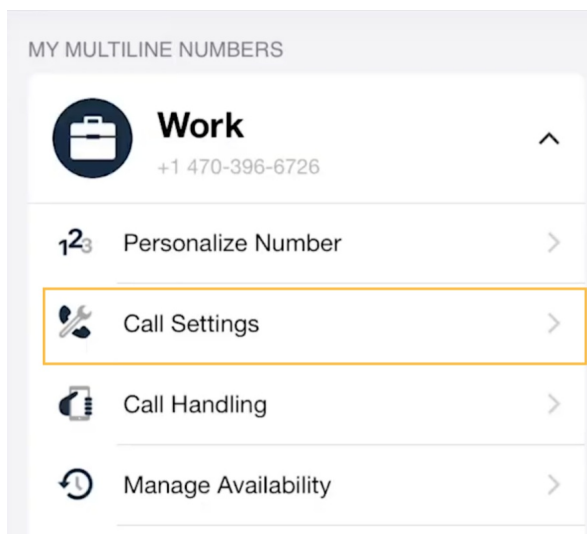 MY MULTILINE NUMBERS
Work
+1 470-396-6726
123 Personalize Number
Call Settings
Call Handling
Manage Availability